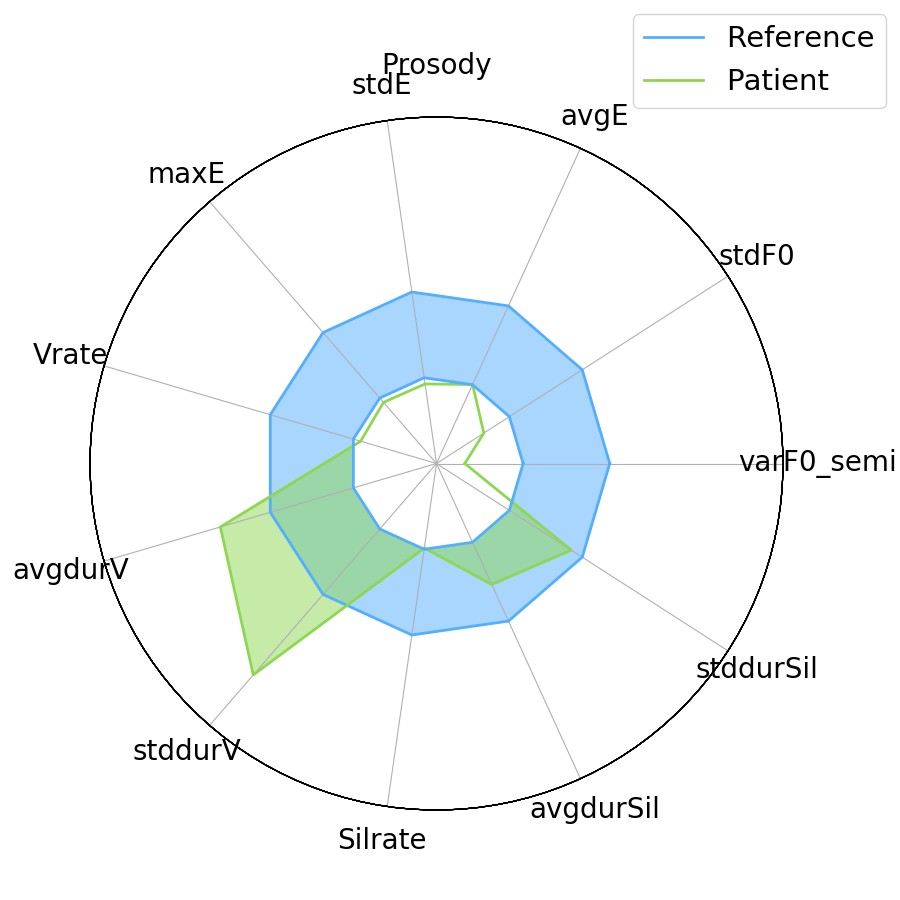 Reference
Patient
Prosody
stdE
avgE
maxE
stdF0
Vrate
varF0_semi
avgdurV
stddurSil
stddurV
avgdurSil
Silrate